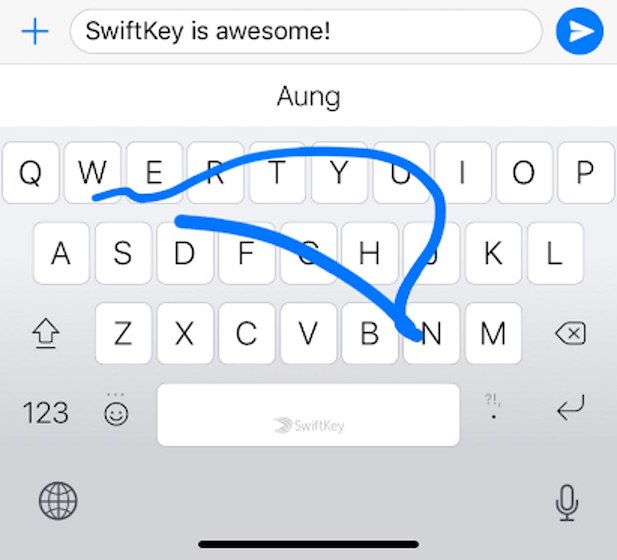 SwiftKey is awesome!
Aung
Q W E R T Y U I O P
A S D F G H J K L
Z X C V B N M
123 ?!, .
SwiftKey